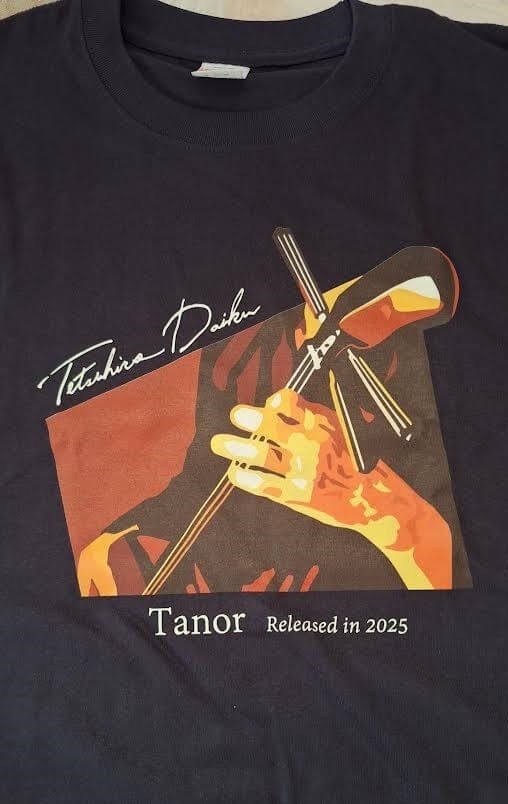 Tetsuhiro Daiku
Tanor Released in 2025